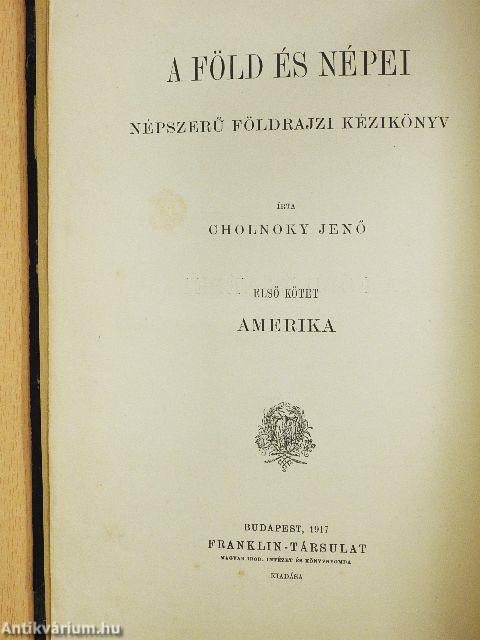 A FÖLD ÉS NÉPEI
NÉPSZERŰ FÖLDRAJZI KÉZIKÖNYV
ÍRTA
CHOLNOKY JENŐ
ELSŐ KÖTET
AMERIKA
BUDAPEST, 1917
FRANKLIN-TÁRSULAT
MAGYAR IROD. INTÉZET ÉS KÖNYVNYOMDA
KIADÁSA
Antikvárium.hu